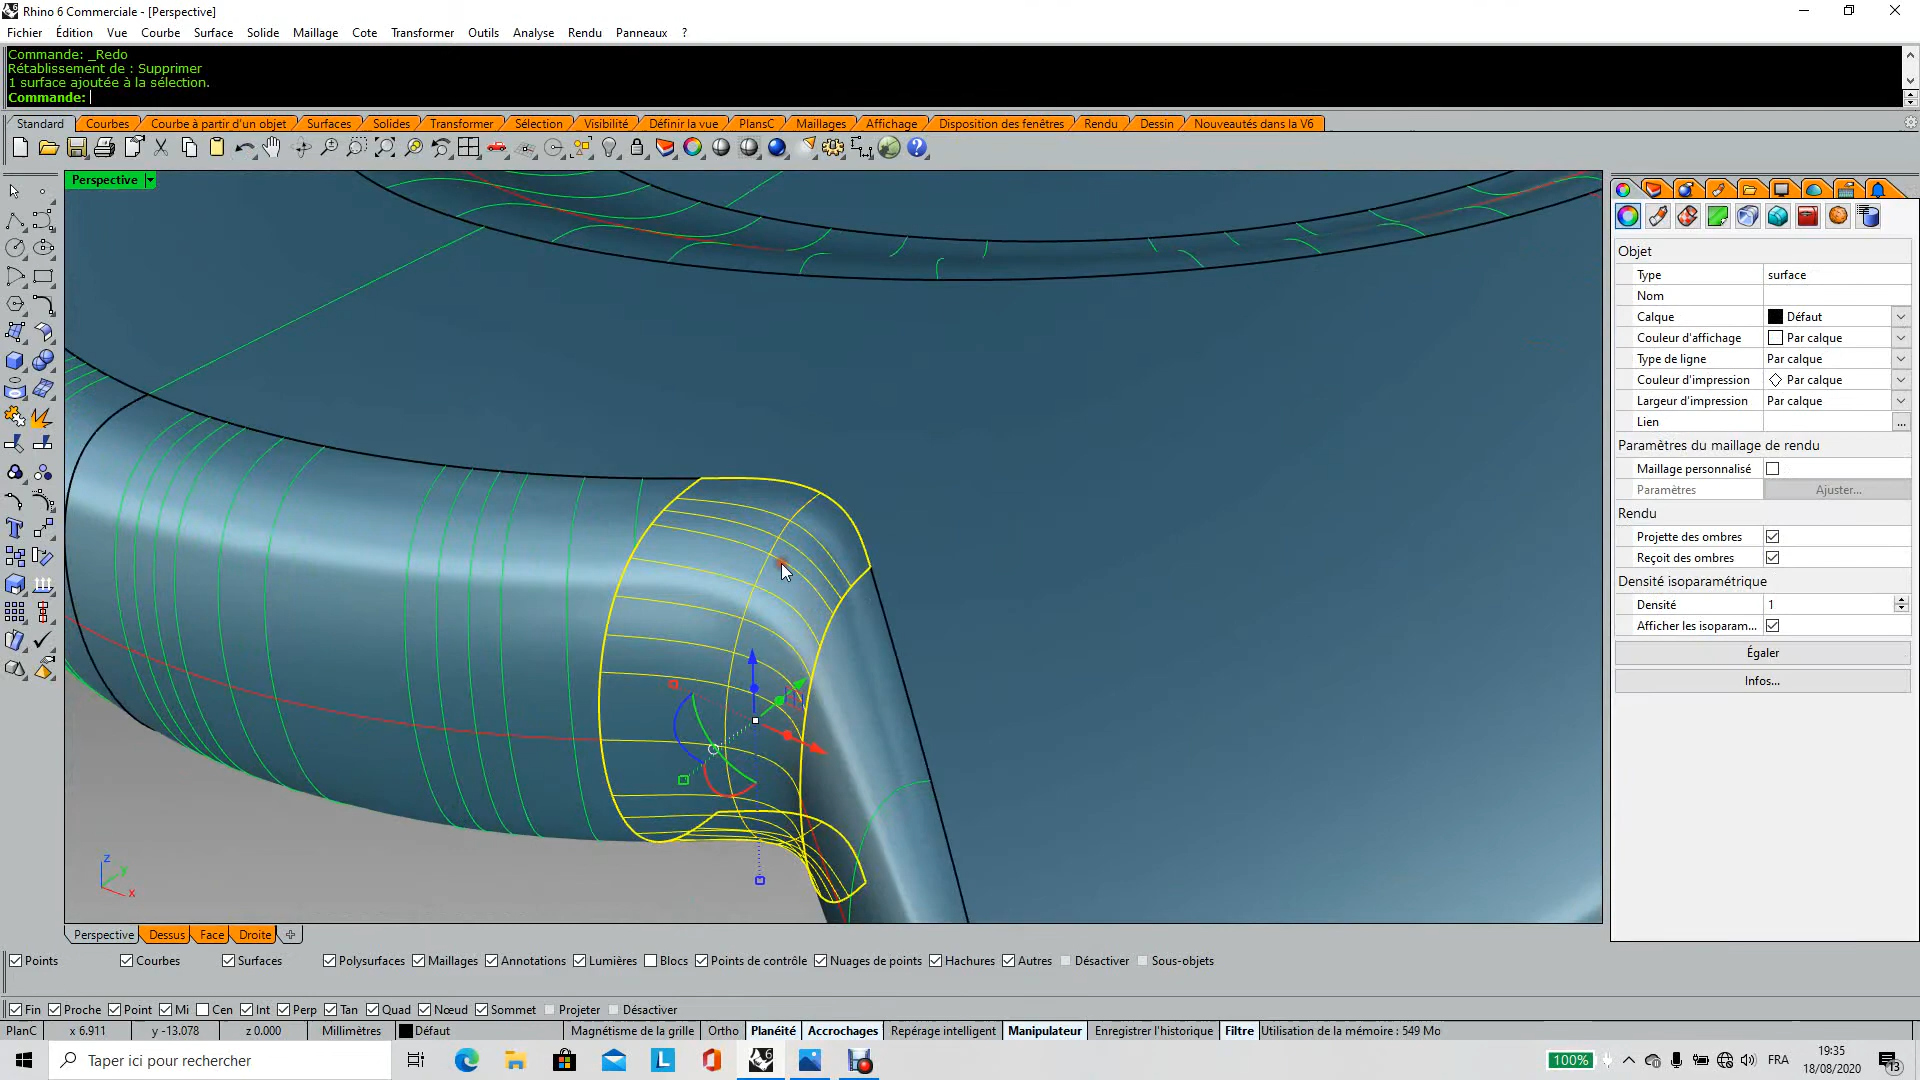 Rhino 6 Commerciale - [Perspective]
Fichier Édition Vue Courbe Surface Solide Maillage Cote Transformer Outils Analyse Rendu Panneaux ?
Commande: _Redo
Rétablissement de : Supprimer
1 surface ajoutée à la sélection.
Commande:
Standard Courbes Courbe à partir d'un objet Surfaces Solides Transformer Sélection Visibilité Définir la vue PlansC Maillages Affichage Disposition des fenêtres Rendu Dessin Nouveautés dans la V6
Perspective
Objet
Type surface
Nom
Calque Défaut
Couleur d'affichage Par calque
Type de ligne Par calque
Couleur d'impression Par calque
Largeur d'impression Par calque
Lien ...
Paramètres du maillage de rendu
Maillage personnalisé
Paramètres Ajuster...
Rendu
Projette des ombres
Reçoit des ombres
Densité isoparamétrique
Densité 1
Afficher les isoparam...
Égaler
Infos...
z
y
x
Perspective Dessus Face Droite
Points Courbes Surfaces Polysurfaces Maillages Annotations Lumières Blocs Points de contrôle Nuages de points Hachures Autres Désactiver Sous-objets
Fin Proche Point Mi Cen Int Perp Tan Quad Nœud Sommet Projeter Désactiver
PlanC x 6.911 y -13.078 z 0.000 Millimètres Défaut Magnétisme de la grille Ortho Planéité Accrochages Repérage intelligent Manipulateur Enregistrer l'historique Filtre Utilisation de la mémoire : 549 Mo
Taper ici pour rechercher
100%
FRA
19:35
18/08/2020
13